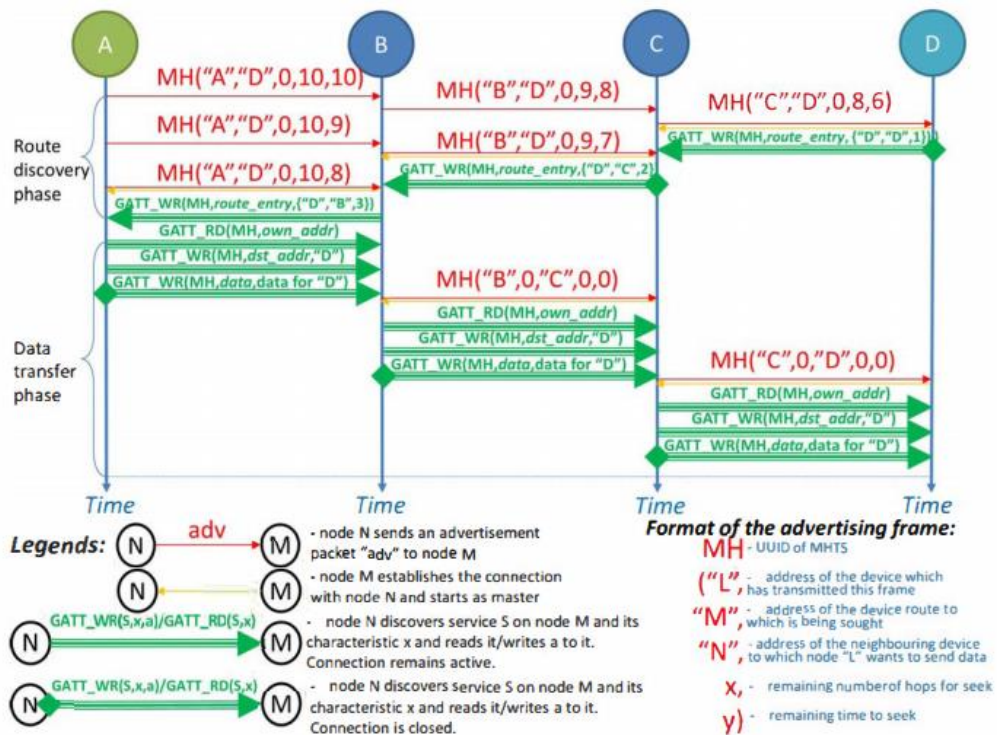 A B C D
MH("A","D",0,10,10)
MH("B","D",0,9,8)
MH("C","D",0,8,6)
GATT_WR(MH,route_entry, {"D","D",1}))
MH("A","D",0,10,9)
MH("B","D",0,9,7)
GATT_WR(MH,route_entry,{"D","C",2}
Route
discovery
phase
MH("A","D",0,10,8)
GATT_WR(MH,route_entry,{"D","B",3})
GATT_RD(MH,own_addr)
GATT_WR(MH,dst_addr,"D")
GATT_WR(MH,data,data for "D")
MH("B",0,"C",0,0)
GATT_RD(MH,own_addr)
GATT_WR(MH,dst_addr,"D")
GATT_WR(MH,data,data for "D")
Data
transfer
phase
MH("C",0,"D",0,0)
GATT_RD(MH,own_addr)
GATT_WR(MH,dst_addr,"D")
GATT_WR(MH,data,data for "D")
Time Time Time Time
Legends:
N adv M
- node N sends an advertisement
packet "adv" to node M
N M
- node M establishes the connection
with node N and starts as master
N GATT_WR(S,x,a)/GATT_RD(S,x) M
- node N discovers service S on node M and its
characteristic x and reads it/writes a to it.
Connection remains active.
N GATT_WR(S,x,a)/GATT_RD(S,x) M
- node N discovers service S on node M and its
characteristic x and reads it/writes a to it.
Connection is closed.
Format of the advertising frame:
MH - UUID of MHTS
("L", - address of the device which
has transmitted this frame
"M", - address of the device route to
which is being sought
"N", - address of the neighbouring device
to which node "L" wants to send data
x, - remaining number of hops for seek
y) - remaining time to seek